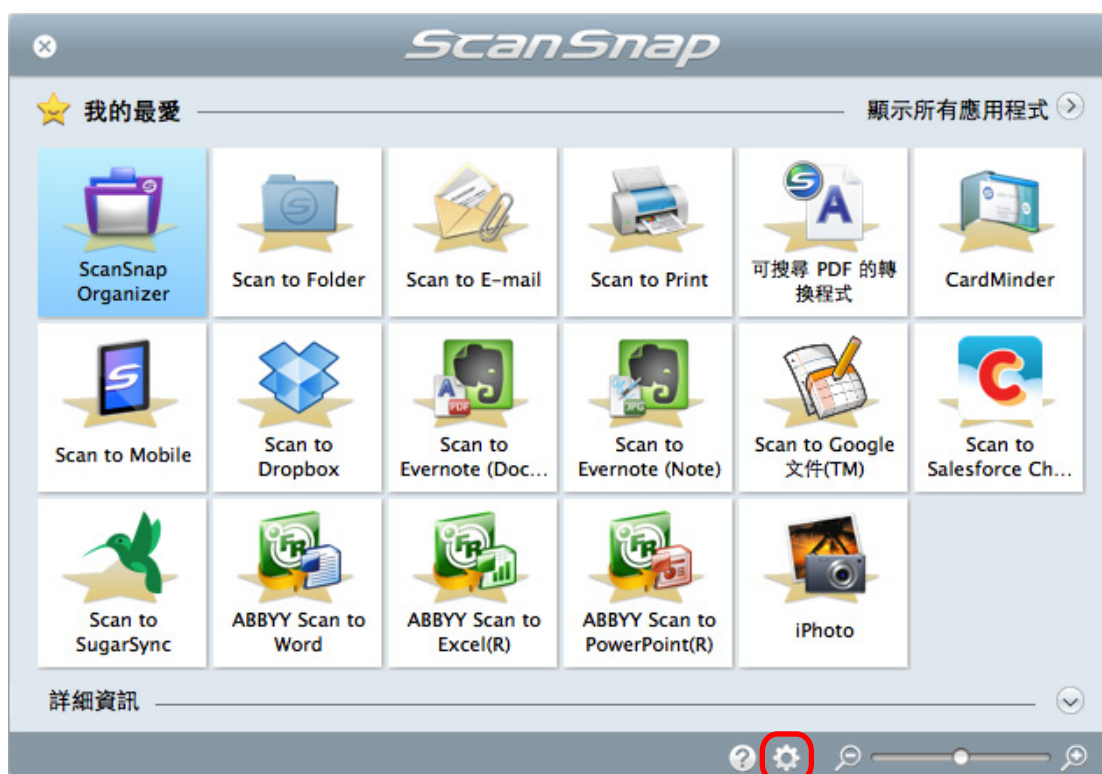 ScanSnap
我的最愛
顯示所有應用程式
ScanSnap
Organizer
Scan to Folder
Scan to E-mail
Scan to Print
可搜尋 PDF 的轉
換程式
CardMinder
Scan to Mobile
Scan to
Dropbox
Scan to
Evernote (Doc...
Scan to
Evernote (Note)
Scan to Google
文件(TM)
Scan to
Salesforce Ch...
Scan to
SugarSync
ABBYY Scan to
Word
ABBYY Scan to
Excel(R)
ABBYY Scan to
PowerPoint(R)
iPhoto
詳細資訊